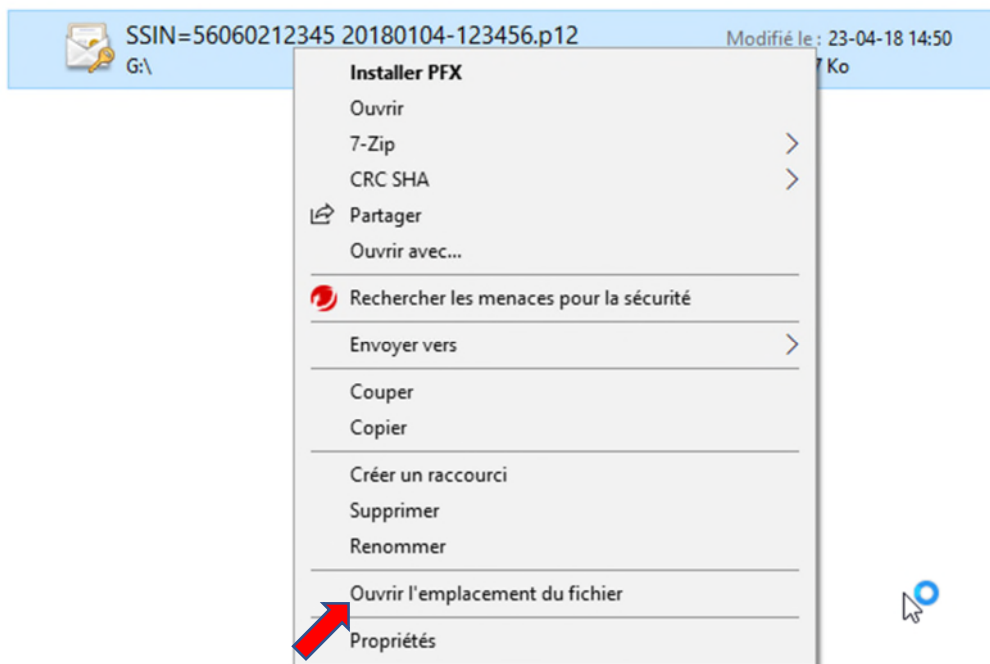 SSIN=56060212345 20180104-123456.p12
Modifié le : 23-04-18 14:50
G:\
Ko
Installer PFX
Ouvrir
7-Zip
CRC SHA
Partager
Ouvrir avec...
Rechercher les menaces pour la sécurité
Envoyer vers
Couper
Copier
Créer un raccourci
Supprimer
Renommer
Ouvrir l'emplacement du fichier
Propriétés